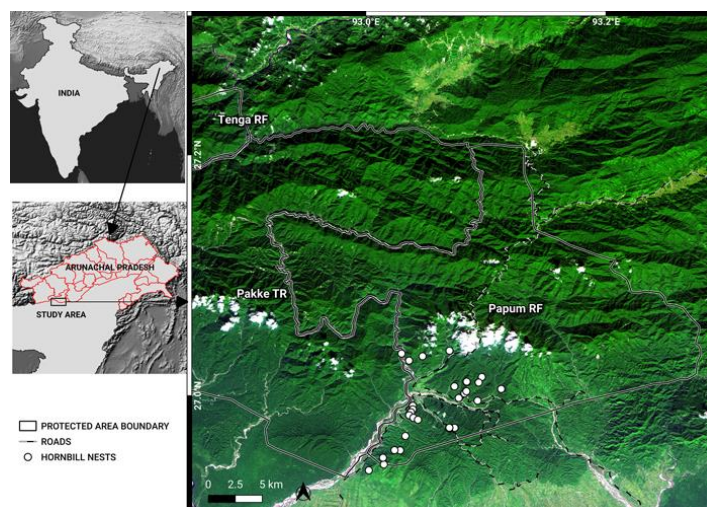 93.0°E
93.2°E
INDIA
Tenga RF
27.2°N
ARUNACHAL PRADESH
STUDY AREA
Pakke TR
Papum RF
27.0°N
PROTECTED AREA BOUNDARY
ROADS
HORNBILL NESTS
0 2.5 5 km